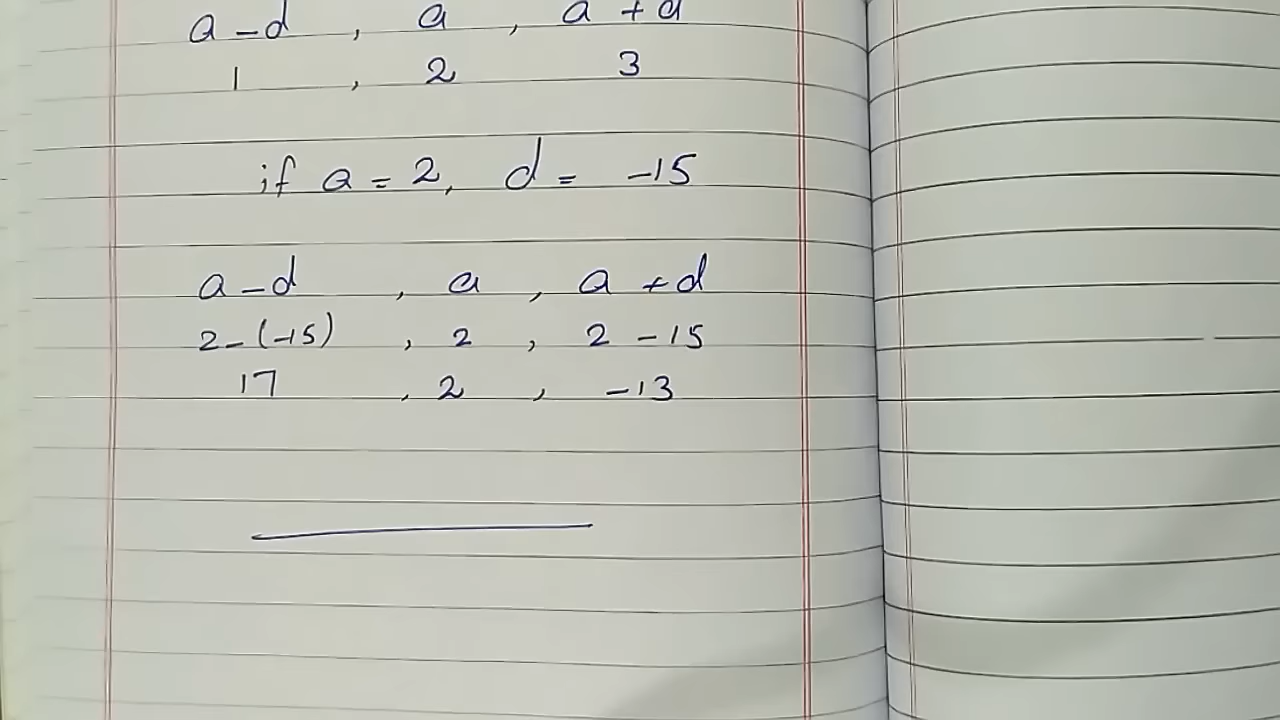 a - d , a , a + d
1 , 2 3
if a = 2, d = -15
a - d , a , a + d
2 - (-15) , 2 , 2 - 15
17 , 2 , -13